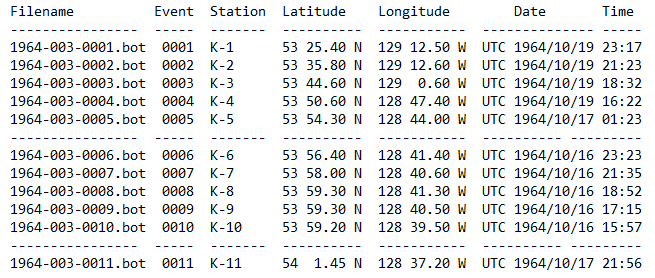 Filename Event Station Latitude Longitude Date Time
---------------- ----- ------- ---------- ----------- -------------- -----
1964-003-0001.bot 0001 K-1 53 25.40 N 129 12.50 W UTC 1964/10/19 23:17
1964-003-0002.bot 0002 K-2 53 35.80 N 129 12.60 W UTC 1964/10/19 21:23
1964-003-0003.bot 0003 K-3 53 44.60 N 129 0.60 W UTC 1964/10/19 18:32
1964-003-0004.bot 0004 K-4 53 50.60 N 128 47.40 W UTC 1964/10/19 16:22
1964-003-0005.bot 0005 K-5 53 54.30 N 128 44.00 W UTC 1964/10/17 01:23
---------------- ----- ------- ---------- ----------- -------------- -----
1964-003-0006.bot 0006 K-6 53 56.40 N 128 41.40 W UTC 1964/10/16 23:23
1964-003-0007.bot 0007 K-7 53 58.00 N 128 40.60 W UTC 1964/10/16 21:35
1964-003-0008.bot 0008 K-8 53 59.30 N 128 41.30 W UTC 1964/10/16 18:52
1964-003-0009.bot 0009 K-9 53 59.30 N 128 40.50 W UTC 1964/10/16 17:15
1964-003-0010.bot 0010 K-10 53 59.20 N 128 39.50 W UTC 1964/10/16 15:57
---------------- ----- ------- ---------- ----------- -------------- -----
1964-003-0011.bot 0011 K-11 54 1.45 N 128 37.20 W UTC 1964/10/17 21:56